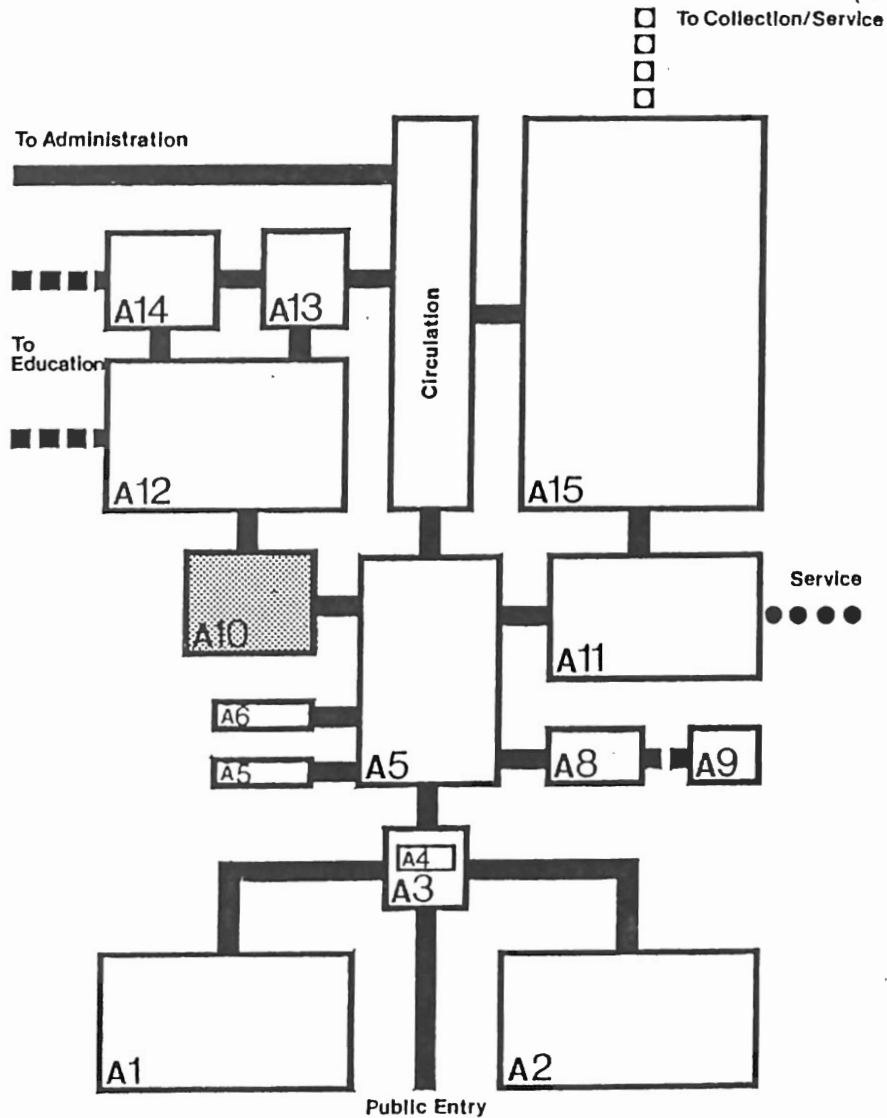 To Collection/Service
To Administration
A14
A13
Circulation
To
Education
A12
A15
A10
Service
A11
A6
A5
A5
A8
A9
A4
A3
A1
A2
Public Entry